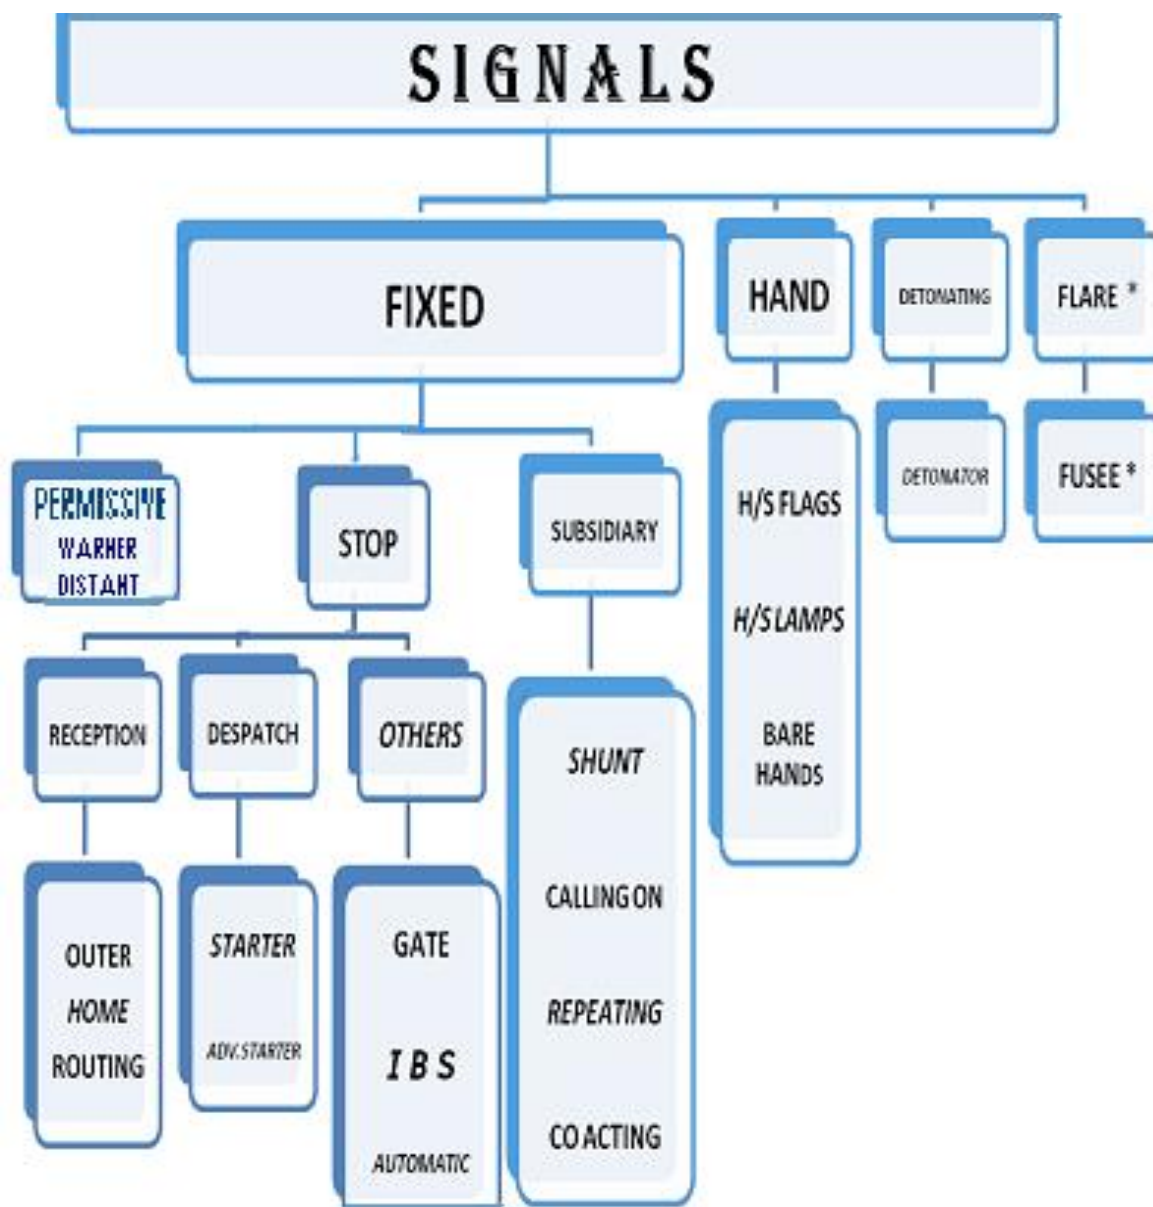 SIGNALS
FIXED
HAND
DETONATING
FLARE *
PERMISSIVE
WARNER
DISTANT
STOP
SUBSIDIARY
H/S FLAGS
H/S LAMPS
BARE
HANDS
DETONATOR
FUSEE *
RECEPTION
DESPATCH
OTHERS
OUTER
HOME
ROUTING
STARTER
ADV.STARTER
GATE
I B S
AUTOMATIC
SHUNT
CALLING ON
REPEATING
CO ACTING